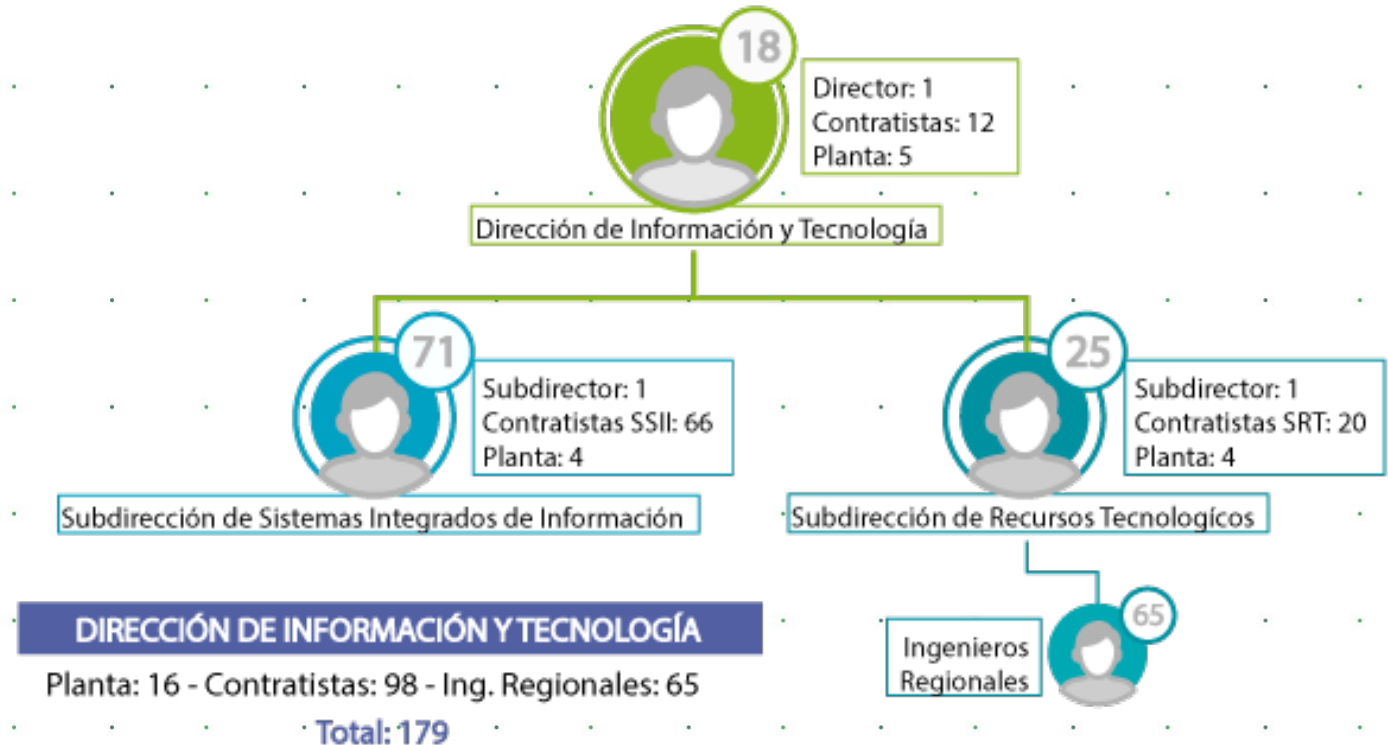 18
Director: 1
Contratistas: 12
Planta: 5
Dirección de Información y Tecnología
71
Subdirector: 1
Contratistas SSII: 66
Planta: 4
Subdirección de Sistemas Integrados de Información
25
Subdirector: 1
Contratistas SRT: 20
Planta: 4
Subdirección de Recursos Tecnologícos
65
Ingenieros
Regionales
DIRECCIÓN DE INFORMACIÓN Y TECNOLOGÍA
Planta: 16 - Contratistas: 98 - Ing. Regionales: 65
Total: 179